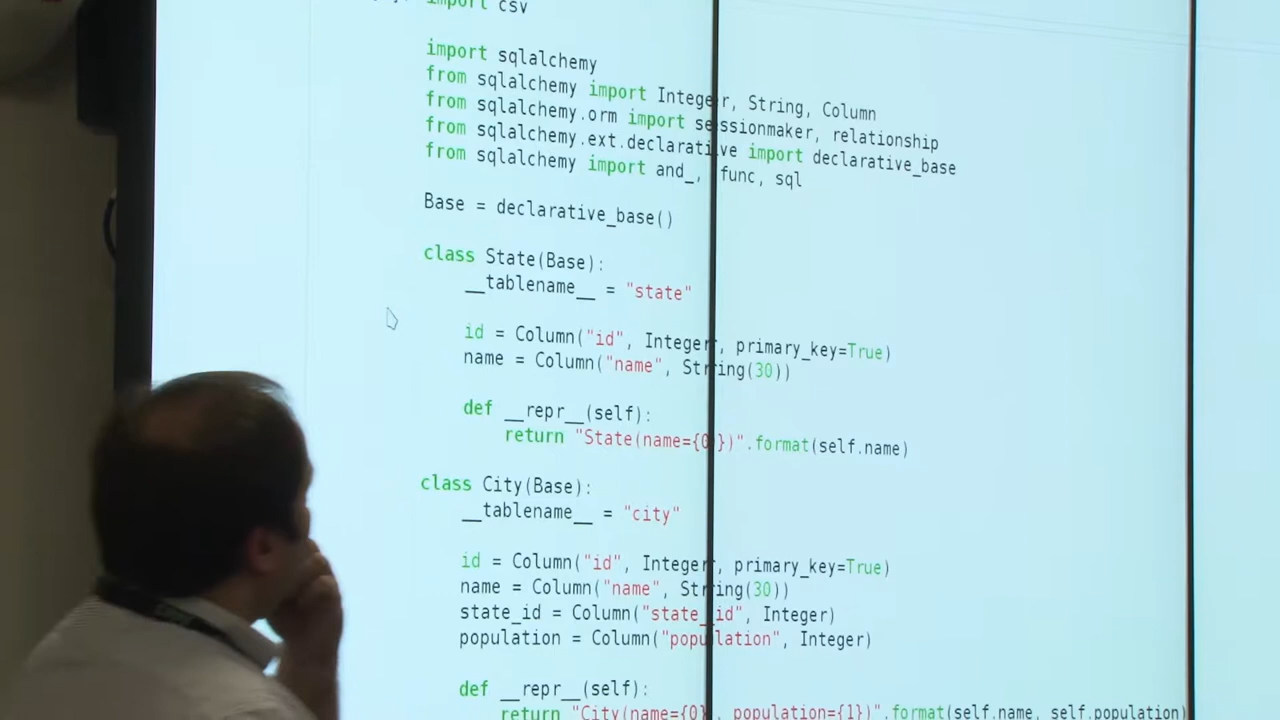 import csv
import sqlalchemy
from sqlalchemy import Integer, String, Column
from sqlalchemy.orm import sessionmaker, relationship
from sqlalchemy.ext.declarative import declarative_base
from sqlalchemy import and_, func, sql
Base = declarative_base()
class State(Base):
    __tablename__ = "state"
    id = Column("id", Integer, primary_key=True)
    name = Column("name", String(30))
    def __repr__(self):
        return "State(name={0})".format(self.name)
class City(Base):
    __tablename__ = "city"
    id = Column("id", Integer, primary_key=True)
    name = Column("name", String(30))
    state_id = Column("state_id", Integer)
    population = Column("population", Integer)
    def __repr__(self):
        return "City(name={0}, population={1})".format(self.name, self.population)